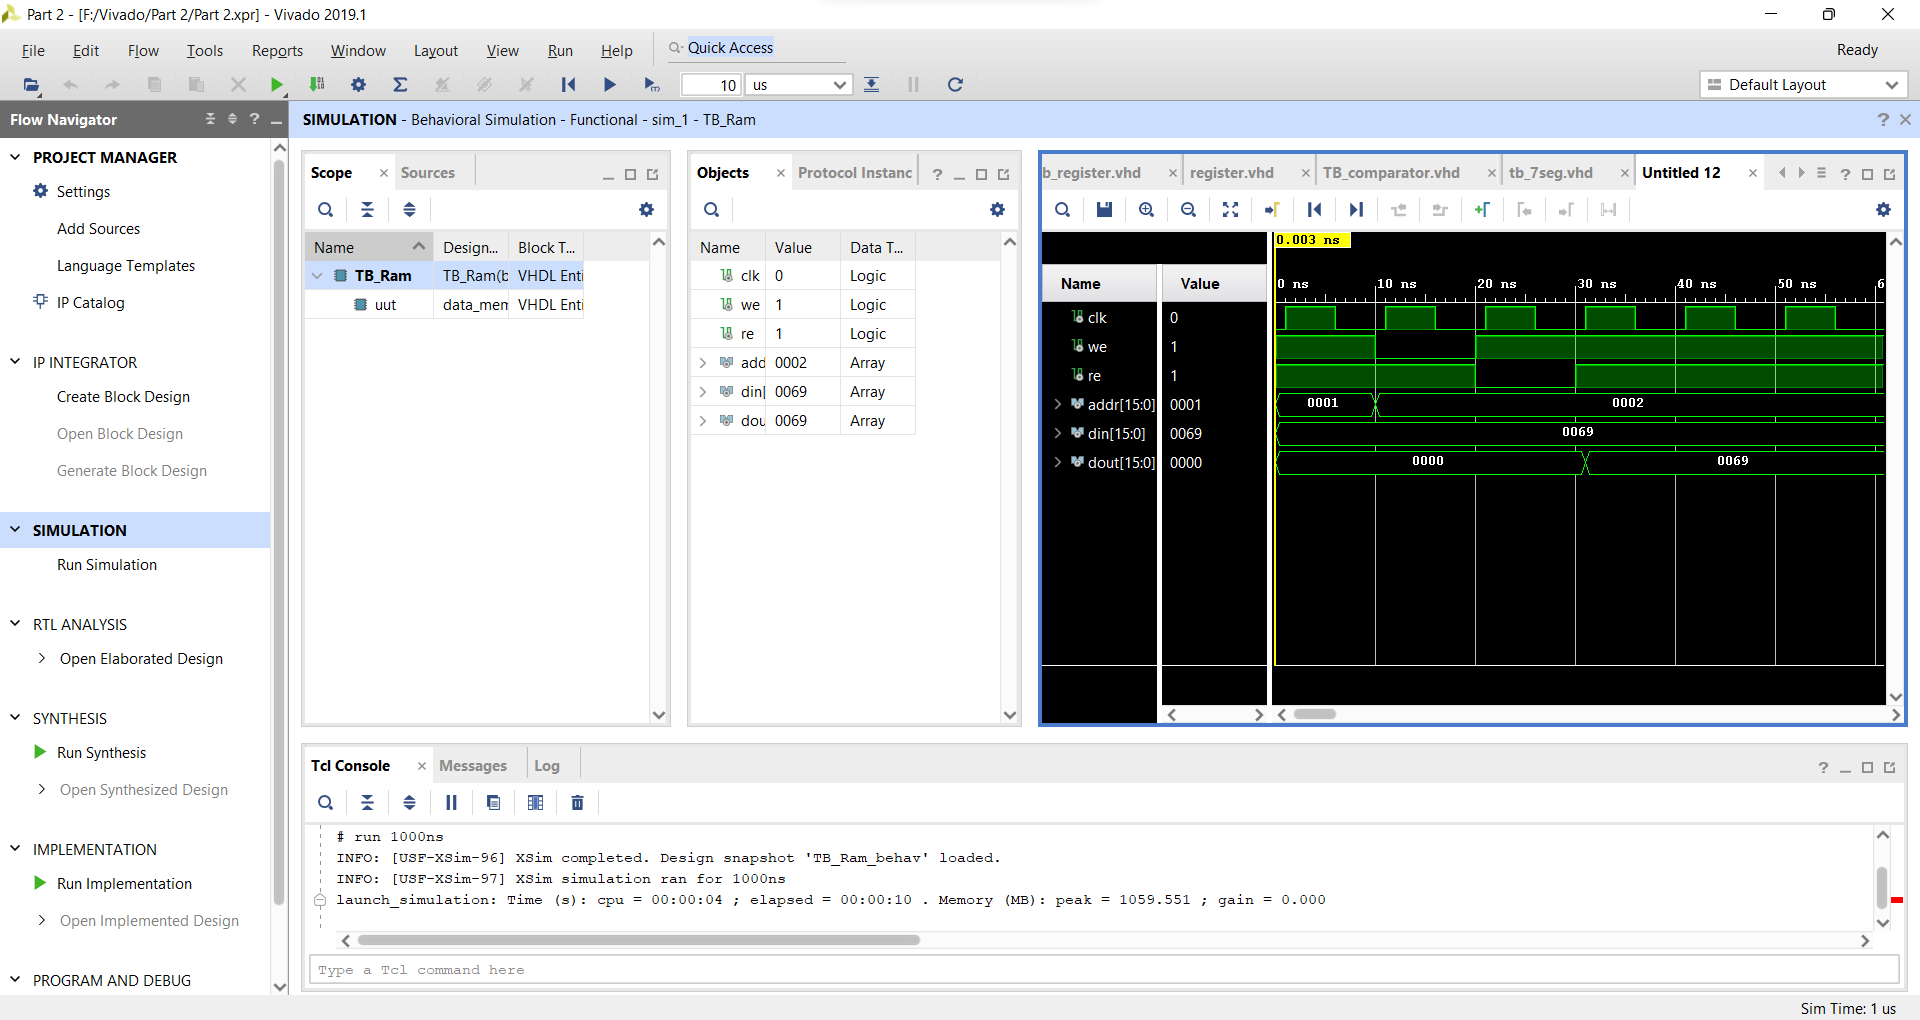 Part 2 - [F:/Vivado/Part 2/Part 2.xpr] - Vivado 2019.1
File Edit Flow Tools Reports Window Layout View Run Help Quick Access Ready
10 us Default Layout
Flow Navigator
SIMULATION - Behavioral Simulation - Functional - sim_1 - TB_Ram
PROJECT MANAGER
Settings
Add Sources
Language Templates
IP Catalog
IP INTEGRATOR
Create Block Design
Open Block Design
Generate Block Design
SIMULATION
Run Simulation
RTL ANALYSIS
Open Elaborated Design
SYNTHESIS
Run Synthesis
Open Synthesized Design
IMPLEMENTATION
Run Implementation
Open Implemented Design
PROGRAM AND DEBUG
Scope Sources
Name Design... Block T...
TB_Ram TB_Ram(b VHDL Enti
uut data_mem VHDL Enti
Objects Protocol Instanc
Name Value Data T...
clk 0 Logic
we 1 Logic
re 1 Logic
add 0002 Array
din[ 0069 Array
dou 0069 Array
b_register.vhd register.vhd TB_comparator.vhd tb_7seg.vhd Untitled 12
0.003 ns
Name Value 0 ns 10 ns 20 ns 30 ns 40 ns 50 ns 6
clk 0
we 1
re 1
addr[15:0] 0001 0001 0002
din[15:0] 0069 0069
dout[15:0] 0000 0000 0069
Tcl Console Messages Log
# run 1000ns
INFO: [USF-XSim-96] XSim completed. Design snapshot 'TB_Ram_behav' loaded.
INFO: [USF-XSim-97] XSim simulation ran for 1000ns
launch_simulation: Time (s): cpu = 00:00:04 ; elapsed = 00:00:10 . Memory (MB): peak = 1059.551 ; gain = 0.000
Type a Tcl command here
Sim Time: 1 us